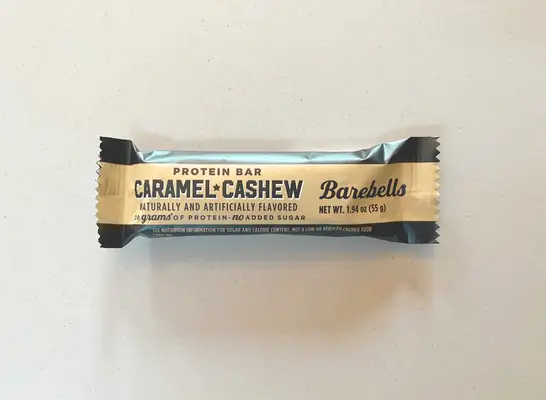 PROTEIN BAR
CARAMEL★CASHEW
NATURALLY AND ARTIFICIALLY FLAVORED
grams OF PROTEIN · no ADDED SUGAR
Barebells
NET WT. 1.94 oz (55 g)
SEE NUTRITION INFORMATION FOR SUGAR AND CALORIE CONTENT. NOT A LOW OR REDUCED CALORIE FOOD